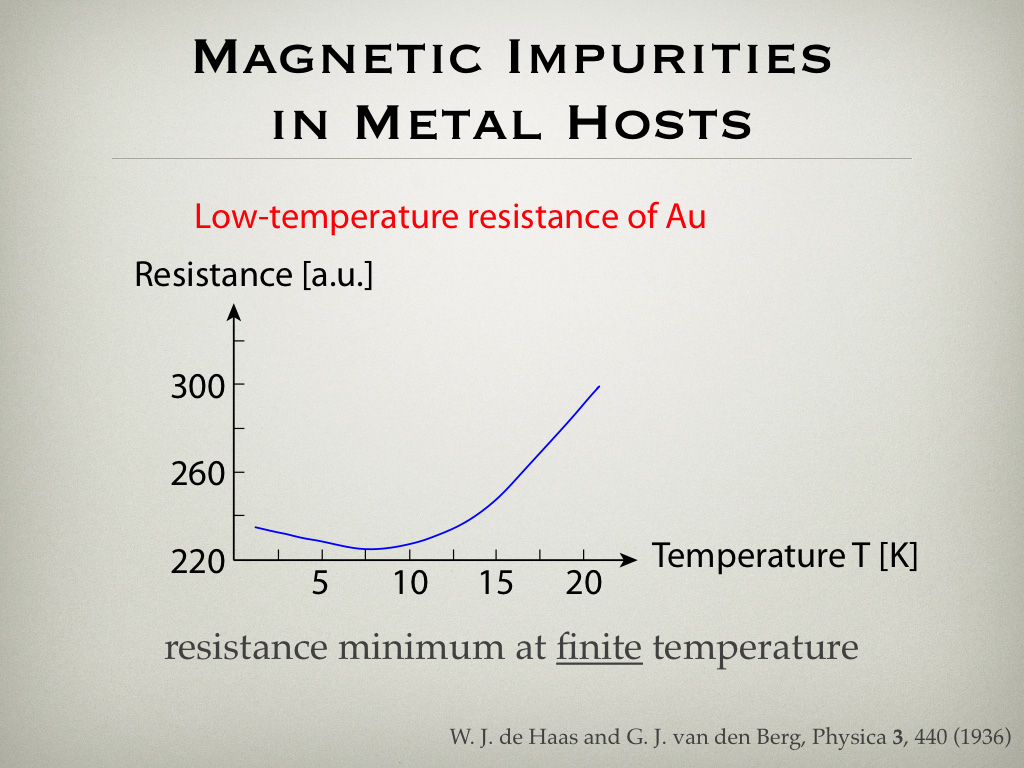 Magnetic Impurities
in Metal Hosts
Low-temperature resistance of Au
Resistance [a.u.]
300
260
220
5 10 15 20
Temperature T [K]
resistance minimum at finite temperature
W. J. de Haas and G. J. van den Berg, Physica 3, 440 (1936)